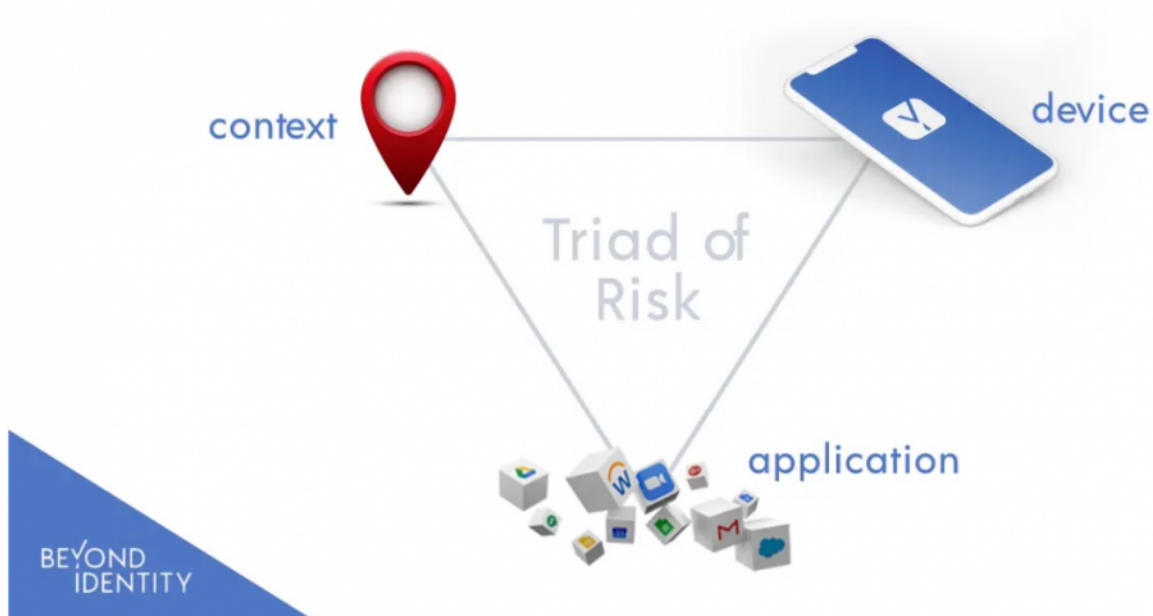 context
device
Triad of
Risk
application
W
BEYOND
IDENTITY